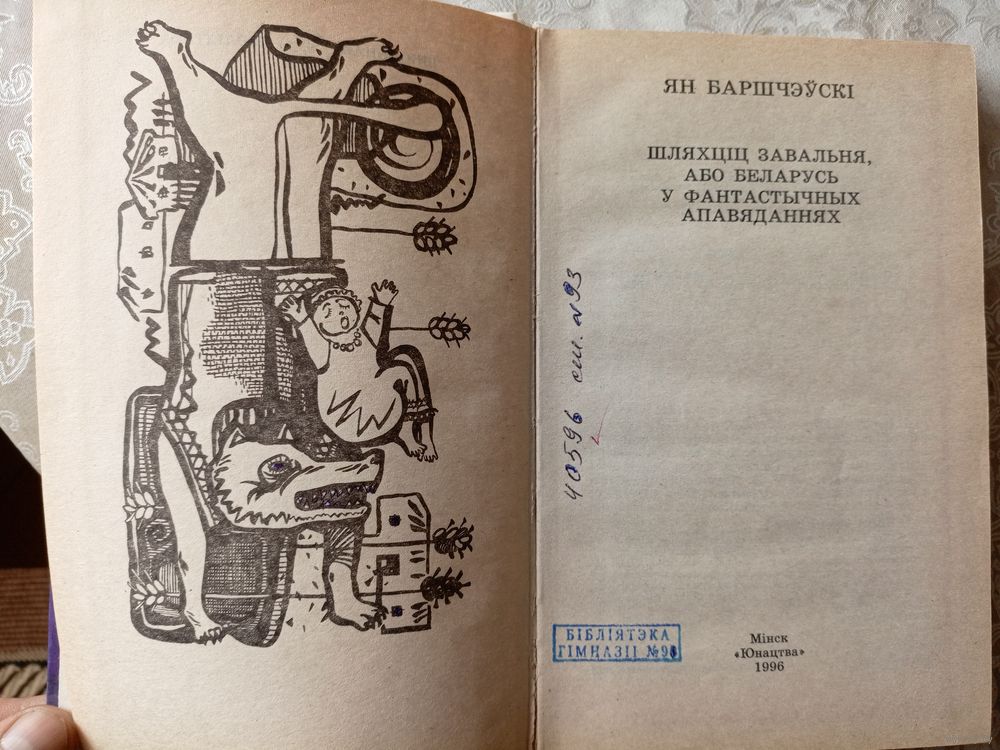 ЯН БАРШЧЭЎСКІ
ШЛЯХЦІЦ ЗАВАЛЬНЯ,
АБО БЕЛАРУСЬ
У ФАНТАСТЫЧНЫХ
АПАВЯДАННЯХ
40596
БІБЛІЯТЭКА
ГІМНАЗІІ №
Мінск
«Юнацтва»
1996